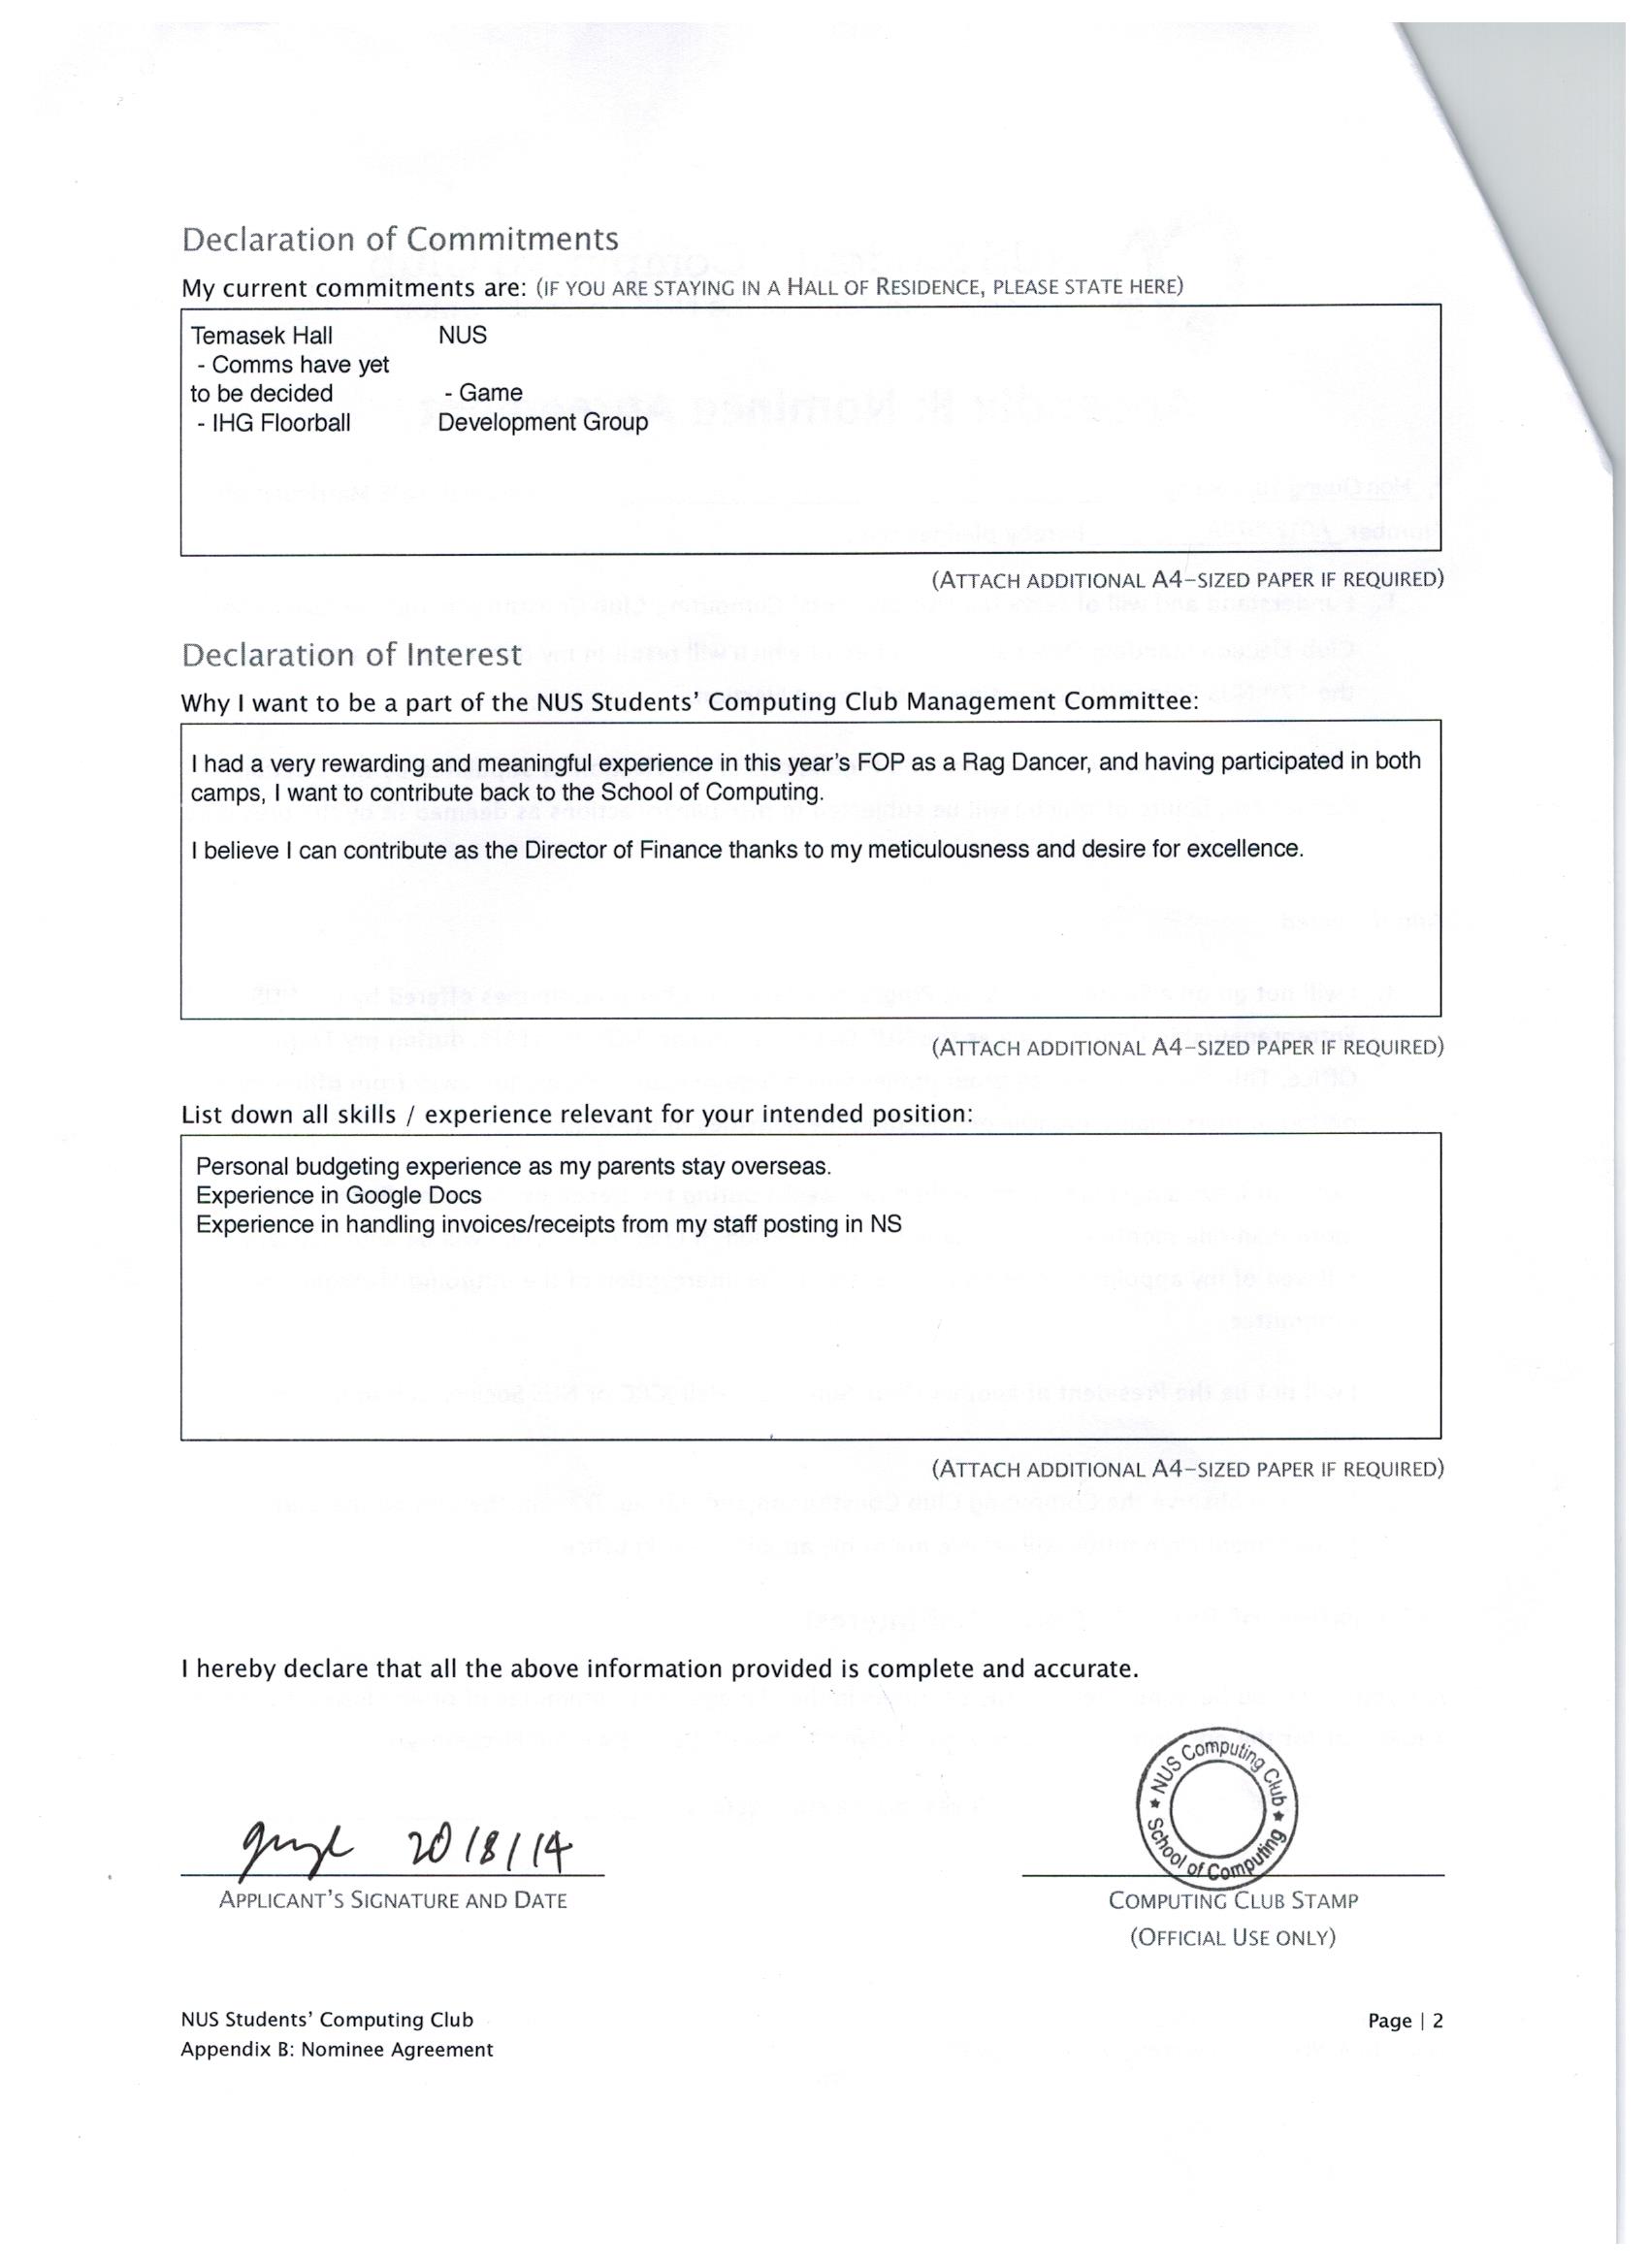 Declaration of Commitments
My current commitments are: (IF YOU ARE STAYING IN A HALL OF RESIDENCE, PLEASE STATE HERE)
Temasek Hall
- Comms have yet
to be decided
- IHG Floorball
NUS
- Game
Development Group
(ATTACH ADDITIONAL A4-SIZED PAPER IF REQUIRED)
Declaration of Interest
Why I want to be a part of the NUS Students' Computing Club Management Committee:
I had a very rewarding and meaningful experience in this year's FOP as a Rag Dancer, and having participated in both
camps, I want to contribute back to the School of Computing.
I believe I can contribute as the Director of Finance thanks to my meticulousness and desire for excellence.
(ATTACH ADDITIONAL A4-SIZED PAPER IF REQUIRED)
List down all skills / experience relevant for your intended position:
Personal budgeting experience as my parents stay overseas.
Experience in Google Docs
Experience in handling invoices/receipts from my staff posting in NS
(ATTACH ADDITIONAL A4-SIZED PAPER IF REQUIRED)
I hereby declare that all the above information provided is complete and accurate.
20/8/14
APPLICANT'S SIGNATURE AND DATE
NUS Computing Club
School of Computing
COMPUTING CLUB STAMP
(OFFICIAL USE ONLY)
NUS Students' Computing Club
Appendix B: Nominee Agreement
Page | 2